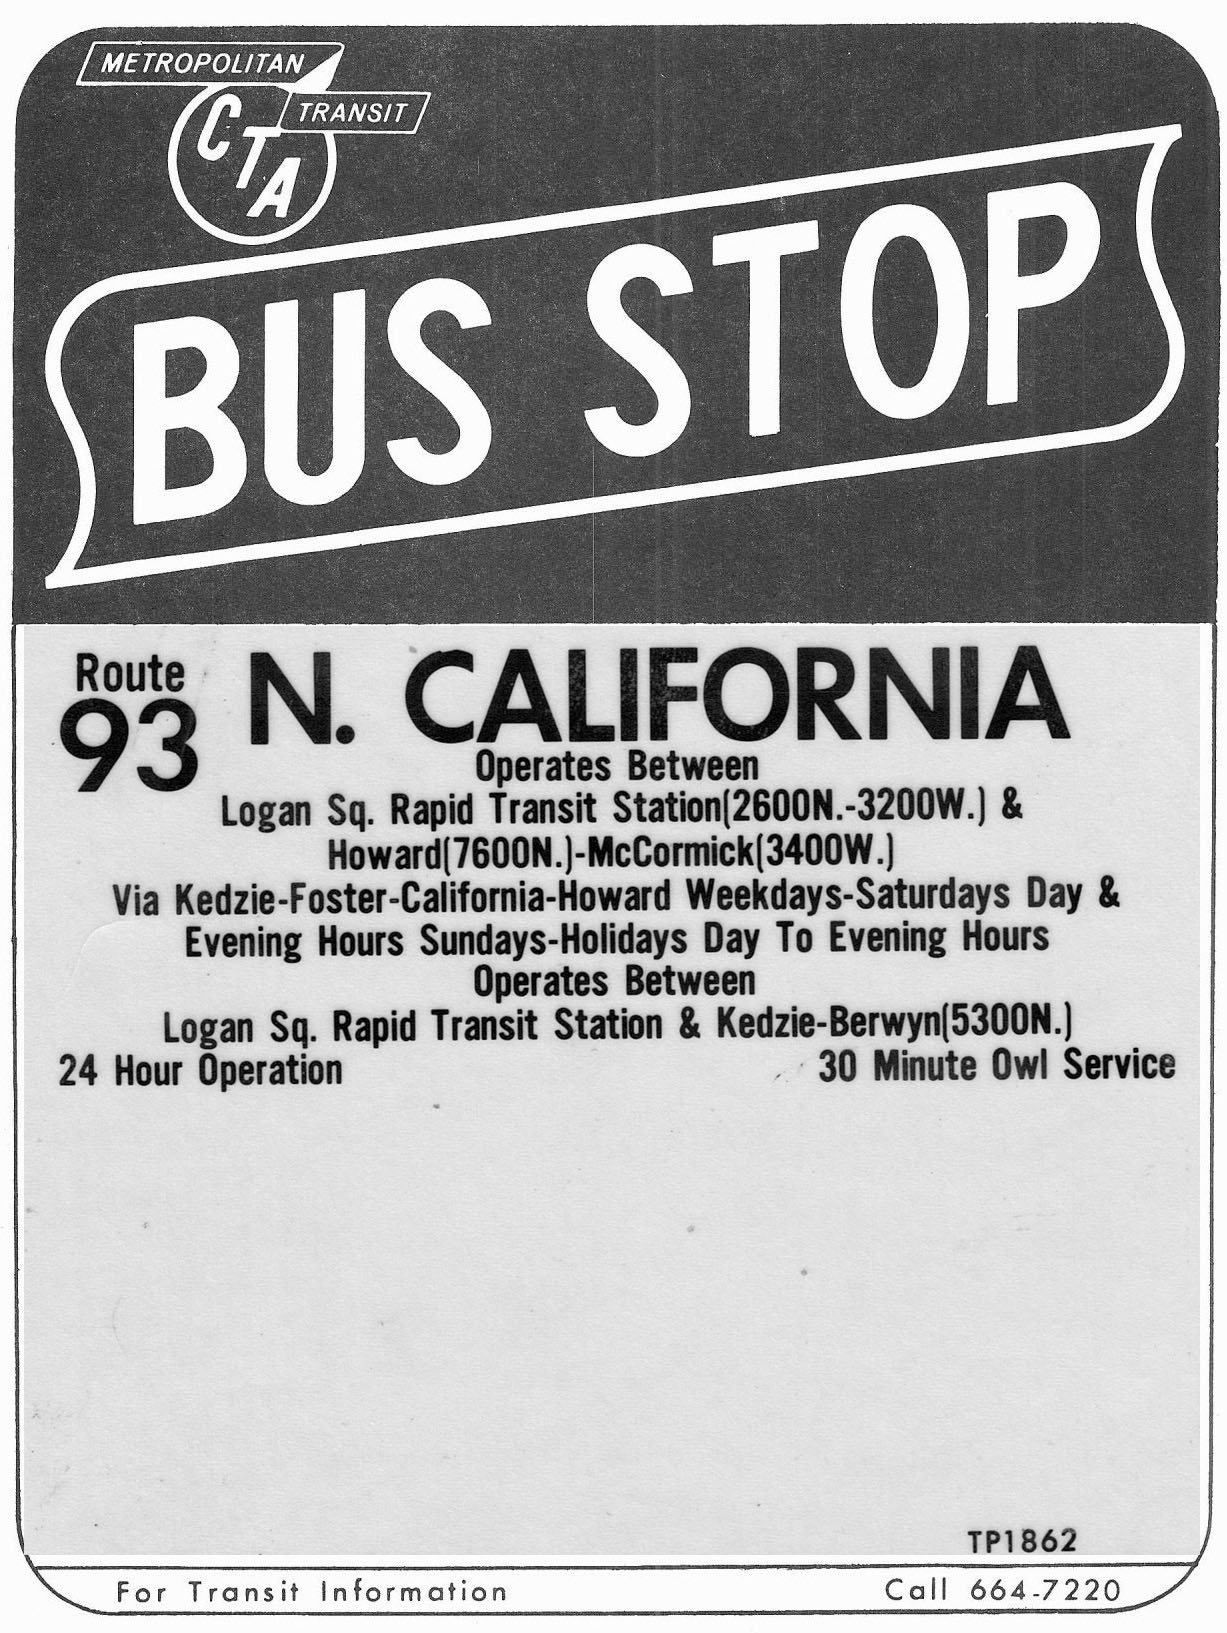 METROPOLITAN
TRANSIT
CTA
BUS STOP
Route
93
N. CALIFORNIA
Operates Between
Logan Sq. Rapid Transit Station(2600N.-3200W.) &
Howard(7600N.)-McCormick(3400W.)
Via Kedzie-Foster-California-Howard Weekdays-Saturdays Day &
Evening Hours Sundays-Holidays Day To Evening Hours
Operates Between
Logan Sq. Rapid Transit Station & Kedzie-Berwyn(5300N.)
24 Hour Operation 30 Minute Owl Service
TP1862
For Transit Information Call 664-7220